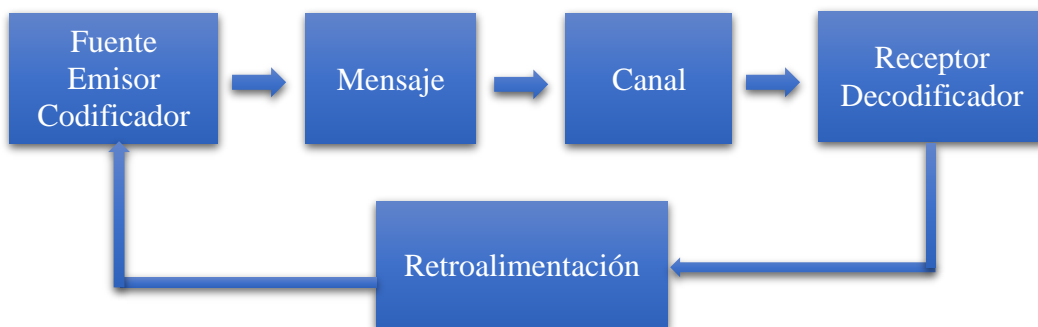 Fuente
Emisor
Codificador
Mensaje
Canal
Receptor
Decodificador
Retroalimentación